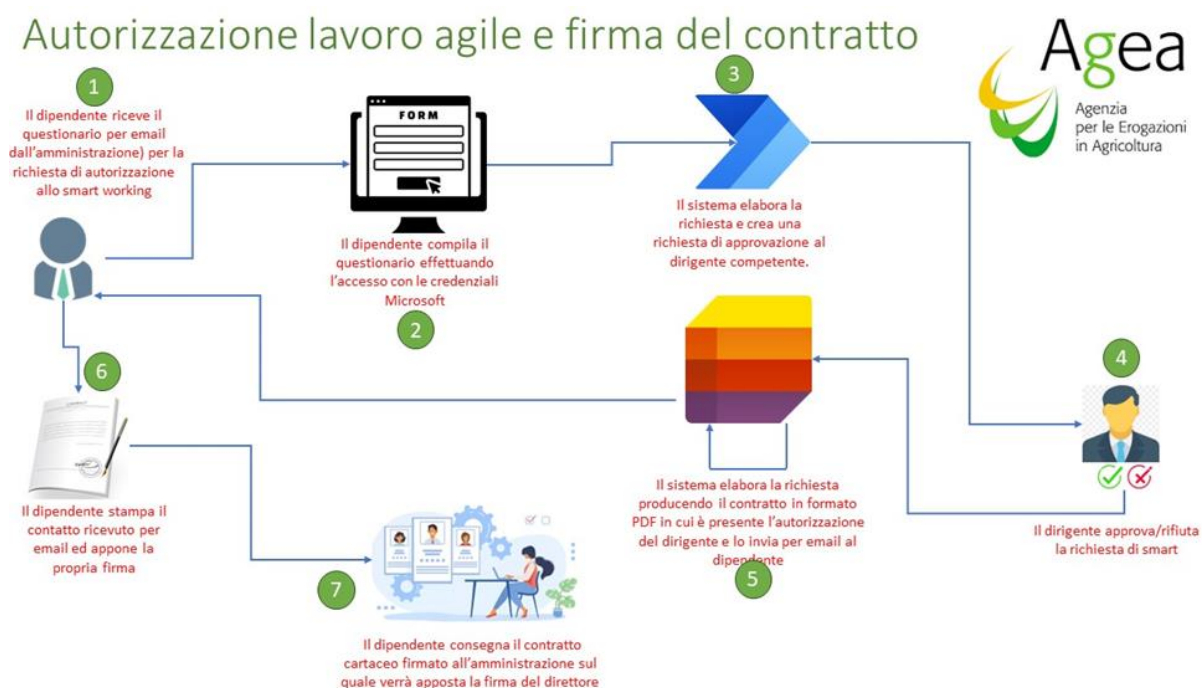 Autorizzazione lavoro agile e firma del contratto
Agea
Agenzia
per le Erogazioni
in Agricoltura
1
Il dipendente riceve il
questionario per email
dall'amministrazione) per la
richiesta di autorizzazione
allo smart working
FORM
Il dipendente compila il
questionario effettuando
l'accesso con le credenziali
Microsoft
2
3
Il sistema elabora la
richiesta e crea una
richiesta di approvazione al
dirigente competente.
4
Il dirigente approva/rifiuta
la richiesta di smart
Il sistema elabora la richiesta
producendo il contratto in formato
PDF in cui è presente l'autorizzazione
del dirigente e lo invia per email al
dipendente
5
6
Il dipendente stampa il
contatto ricevuto per
email ed appone la
propria firma
7
Il dipendente consegna il contratto
cartaceo firmato all'amministrazione sul
quale verrà apposta la firma del direttore